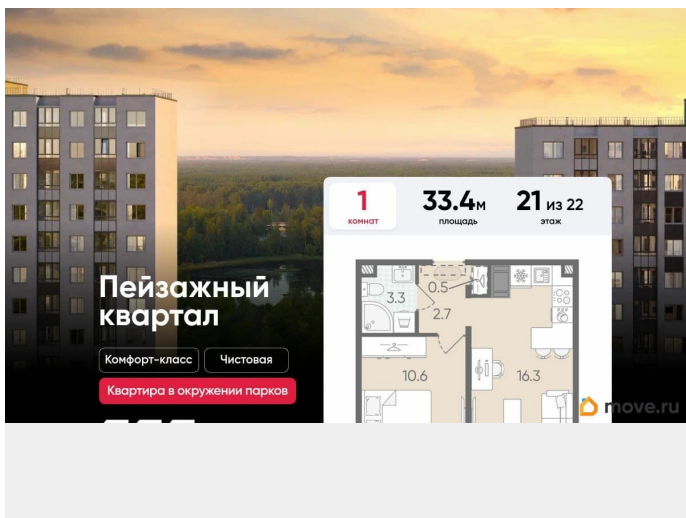 1
комнат
33.4м
площадь
21 из 22
этаж
Пейзажный
квартал
Комфорт-класс
Чистовая
Квартира в окружении парков
3.3
0.5
2.7
10.6
16.3
move.ru